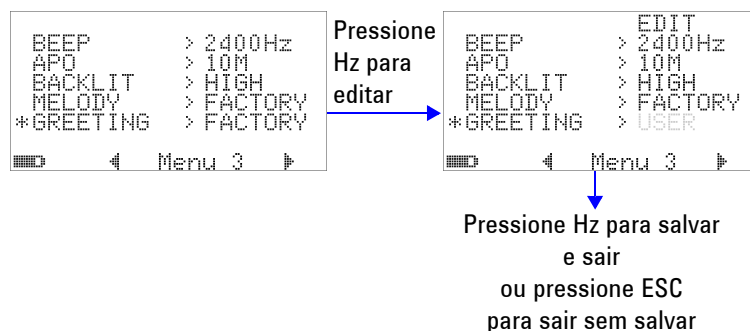 BEEP > 2400Hz
APO > 10M
BACKLIT > HIGH
MELODY > FACTORY
*GREETING > FACTORY
Menu 3
Pressione
Hz para
editar
EDIT
BEEP > 2400Hz
APO > 10M
BACKLIT > HIGH
MELODY > FACTORY
*GREETING > USER
Menu 3
Pressione Hz para salvar
e sair
ou pressione ESC
para sair sem salvar